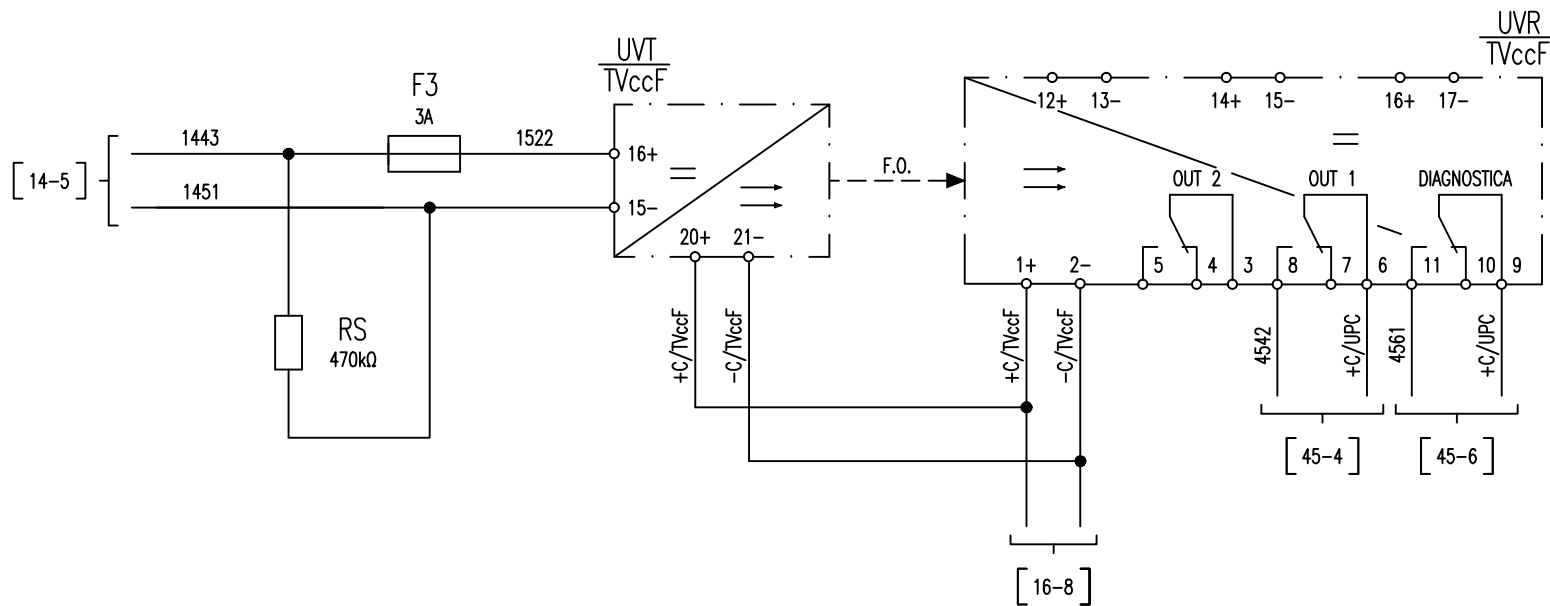 UVR
TVccF
UVT
TVccF
F3
3A
12+ 13- 14+ 15- 16+ 17-
1443 1522
16+
[14-5]
F.O.
1451
15-
OUT 2 OUT 1 DIAGNOSTICA
20+ 21-
1+ 2- 5 4 3 8 7 6 11 10 9
RS
470kΩ
+C/TVccF
-C/TVccF
+C/TVccF
-C/TVccF
4542
+C/UPC
4561
+C/UPC
[45-4] [45-6]
[16-8]